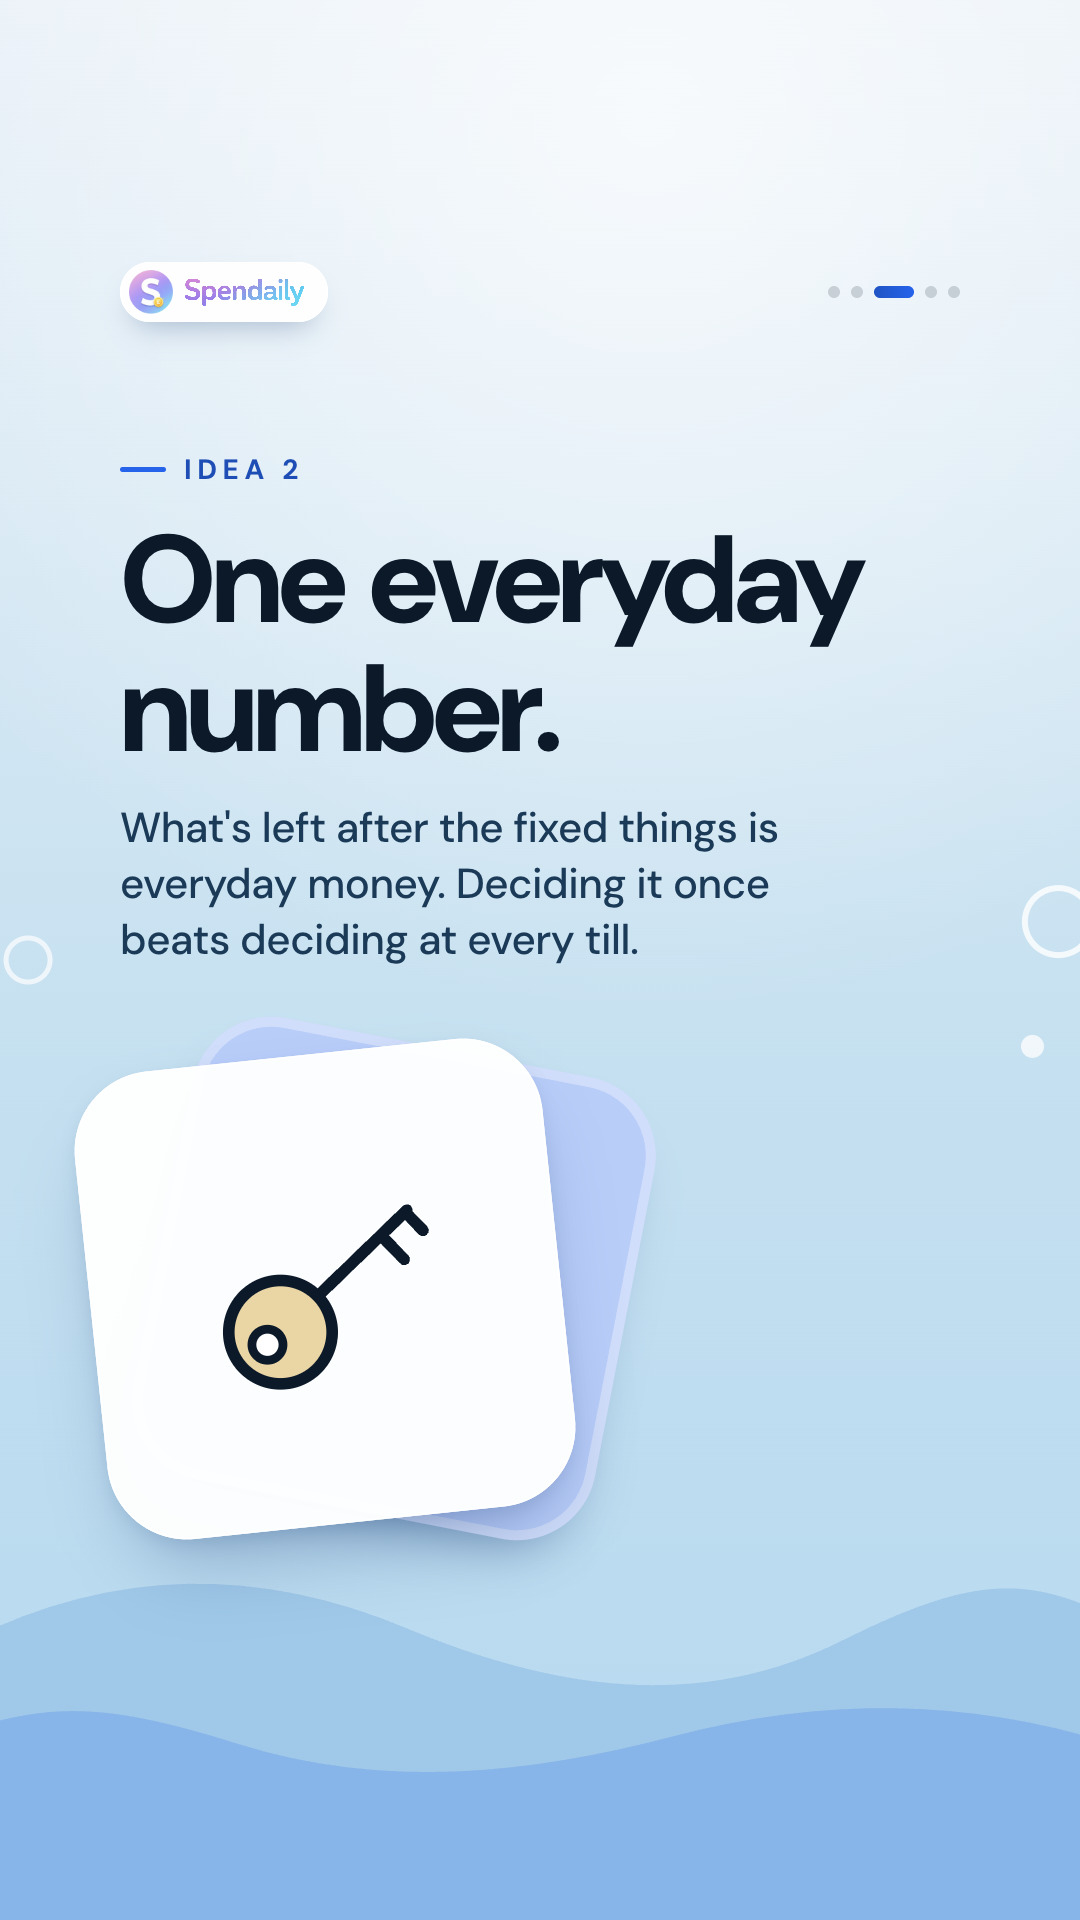 Spendaily
IDEA 2
One everyday
number.
What's left after the fixed things is
everyday money. Deciding it once
beats deciding at every till.